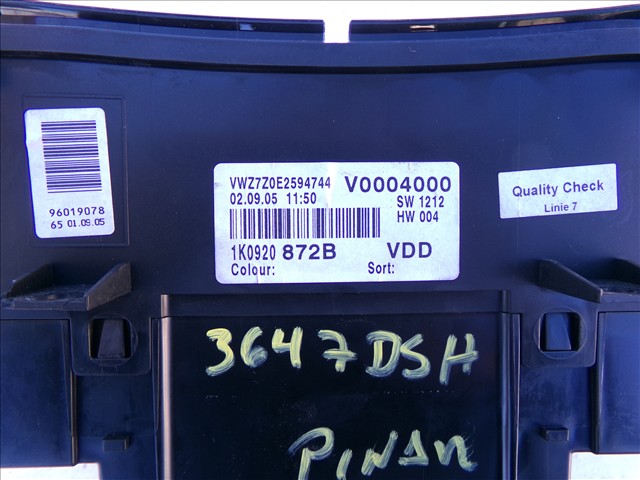 96019078
65 01.09.05
VWZ7Z0E2594744 V0004000
02.09.05 11:50 SW 1212
HW 004
1K0920 872B VDD
Colour: Sort:
Quality Check
Linie 7
3647DSH